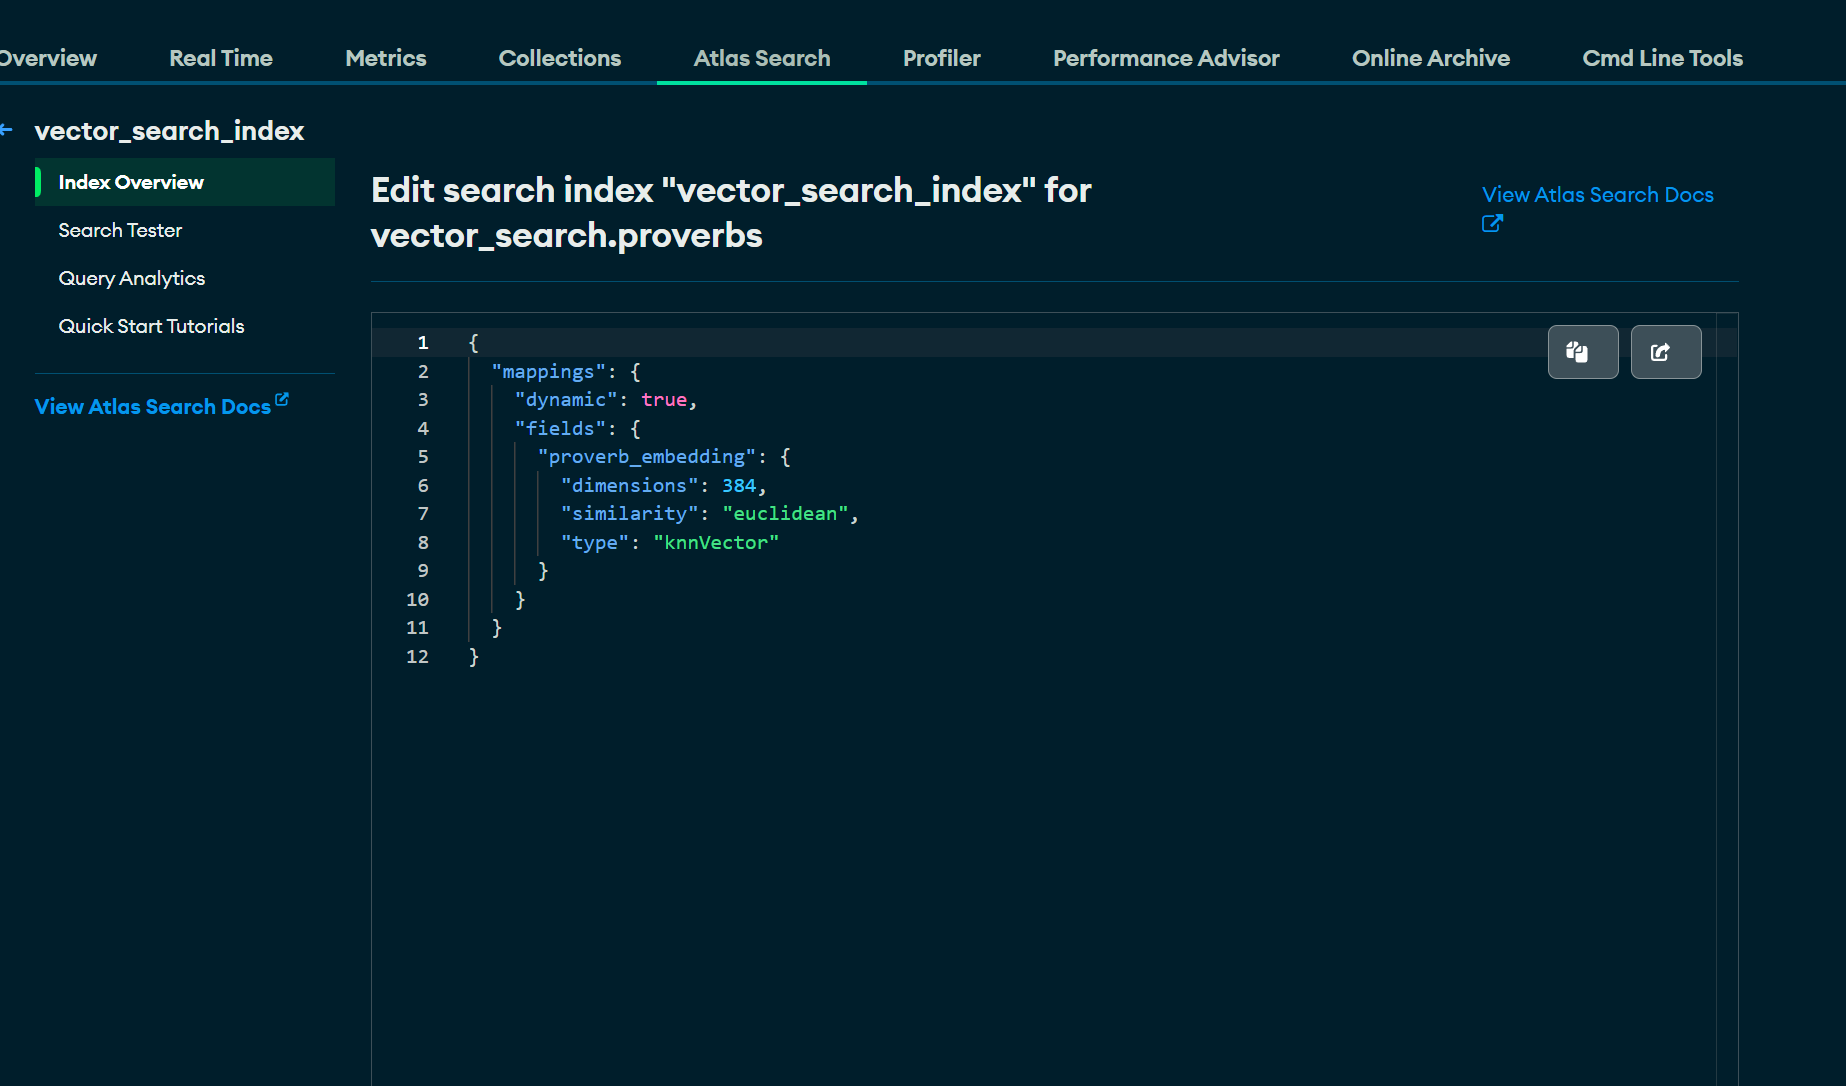 Overview Real Time Metrics Collections Atlas Search Profiler Performance Advisor Online Archive Cmd Line Tools
vector_search_index
Index Overview
Search Tester
Query Analytics
Quick Start Tutorials
View Atlas Search Docs
Edit search index "vector_search_index" for
vector_search.proverbs
View Atlas Search Docs
1 {
2 "mappings": {
3 "dynamic": true,
4 "fields": {
5 "proverb_embedding": {
6 "dimensions": 384,
7 "similarity": "euclidean",
8 "type": "knnVector"
9 }
10 }
11 }
12 }